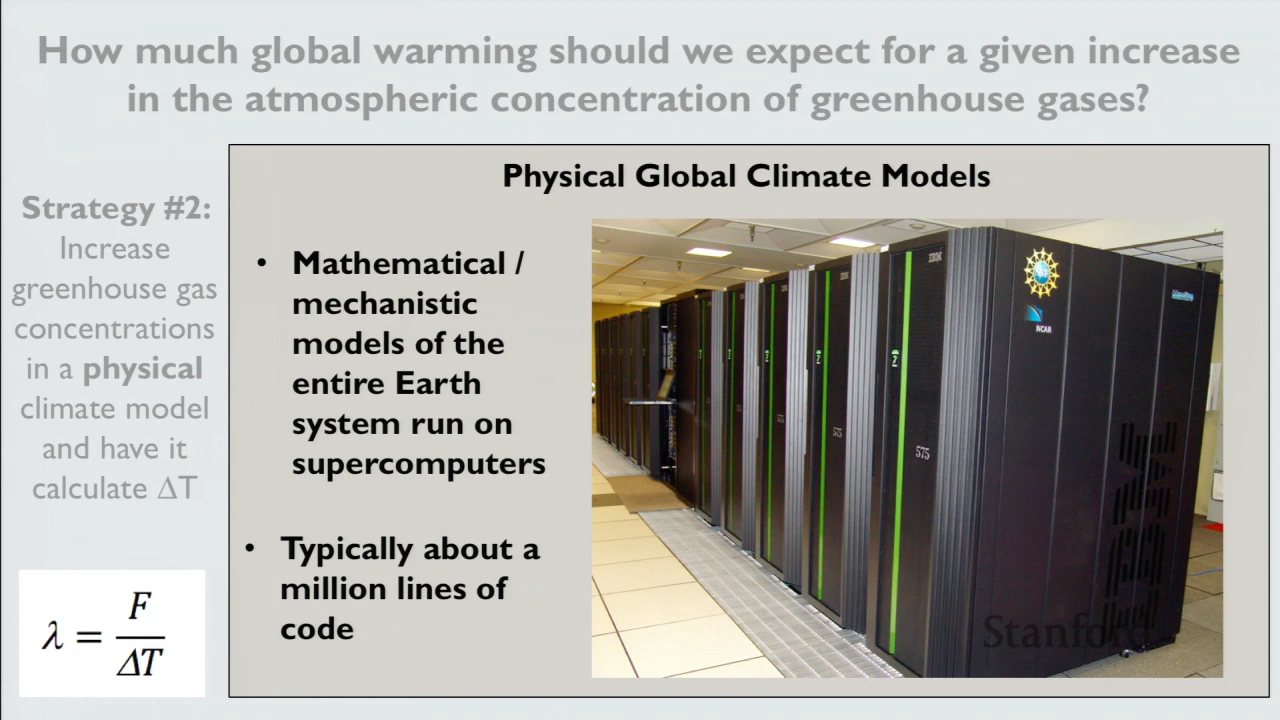 How much global warming should we expect for a given increase
in the atmospheric concentration of greenhouse gases?
Strategy #2:
Increase
greenhouse gas
concentrations
in a physical
climate model
and have it
calculate ΔT
λ = F / ΔT
Physical Global Climate Models
• Mathematical /
mechanistic
models of the
entire Earth
system run on
supercomputers
• Typically about a
million lines of
code
IBM
IBM
NCAR
575
575
IBM
Stanford